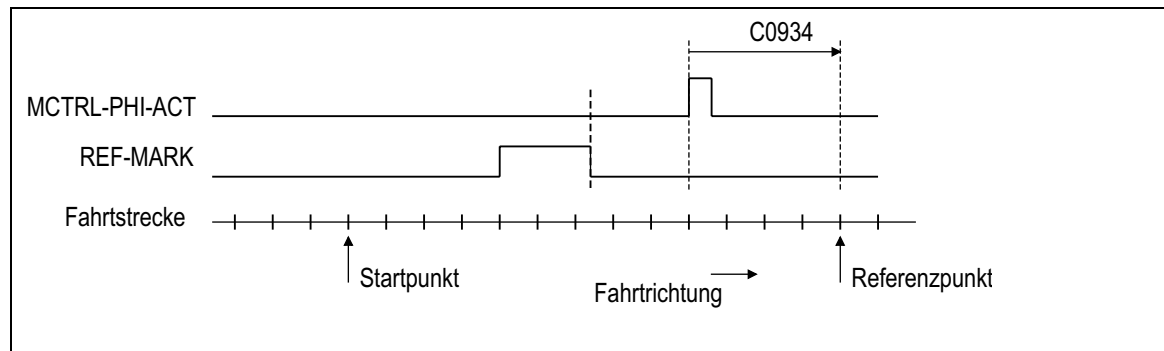 C0934
MCTRL-PHI-ACT
REF-MARK
Fahrtstrecke
Startpunkt
Fahrtrichtung
Referenzpunkt